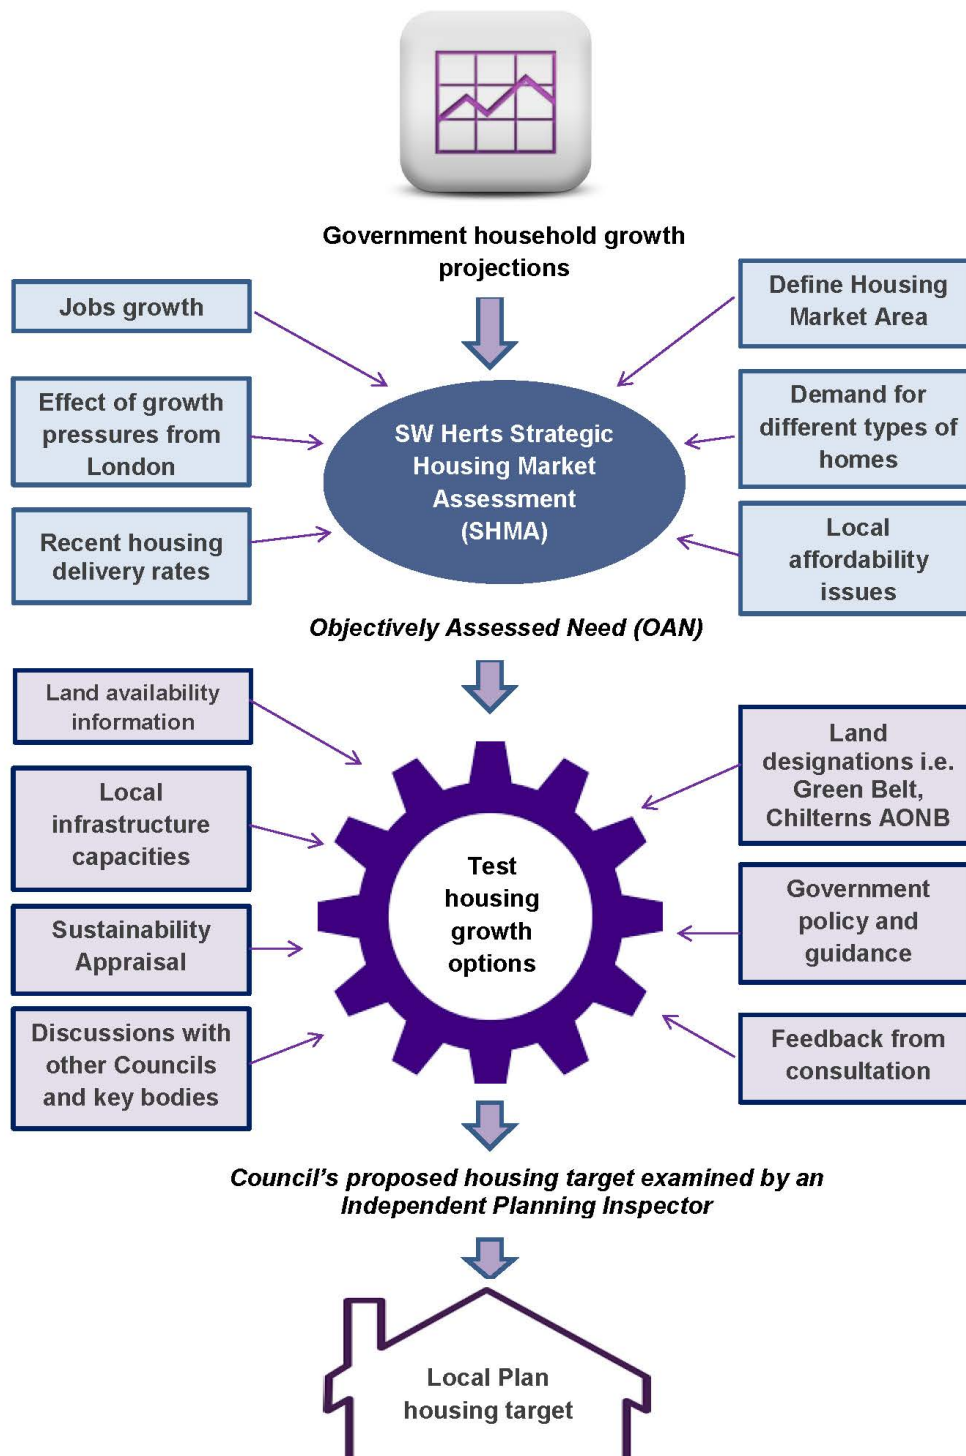 Government household growth
projections
Jobs growth
Define Housing
Market Area
Effect of growth
pressures from
London
SW Herts Strategic
Housing Market
Assessment
(SHMA)
Demand for
different types of
homes
Recent housing
delivery rates
Local
affordability
issues
Objectively Assessed Need (OAN)
Land availability
information
Land
designations i.e.
Green Belt,
Chilterns AONB
Local
infrastructure
capacities
Test
housing
growth
options
Government
policy and
guidance
Sustainability
Appraisal
Discussions with
other Councils
and key bodies
Feedback from
consultation
Council's proposed housing target examined by an
Independent Planning Inspector
Local Plan
housing target